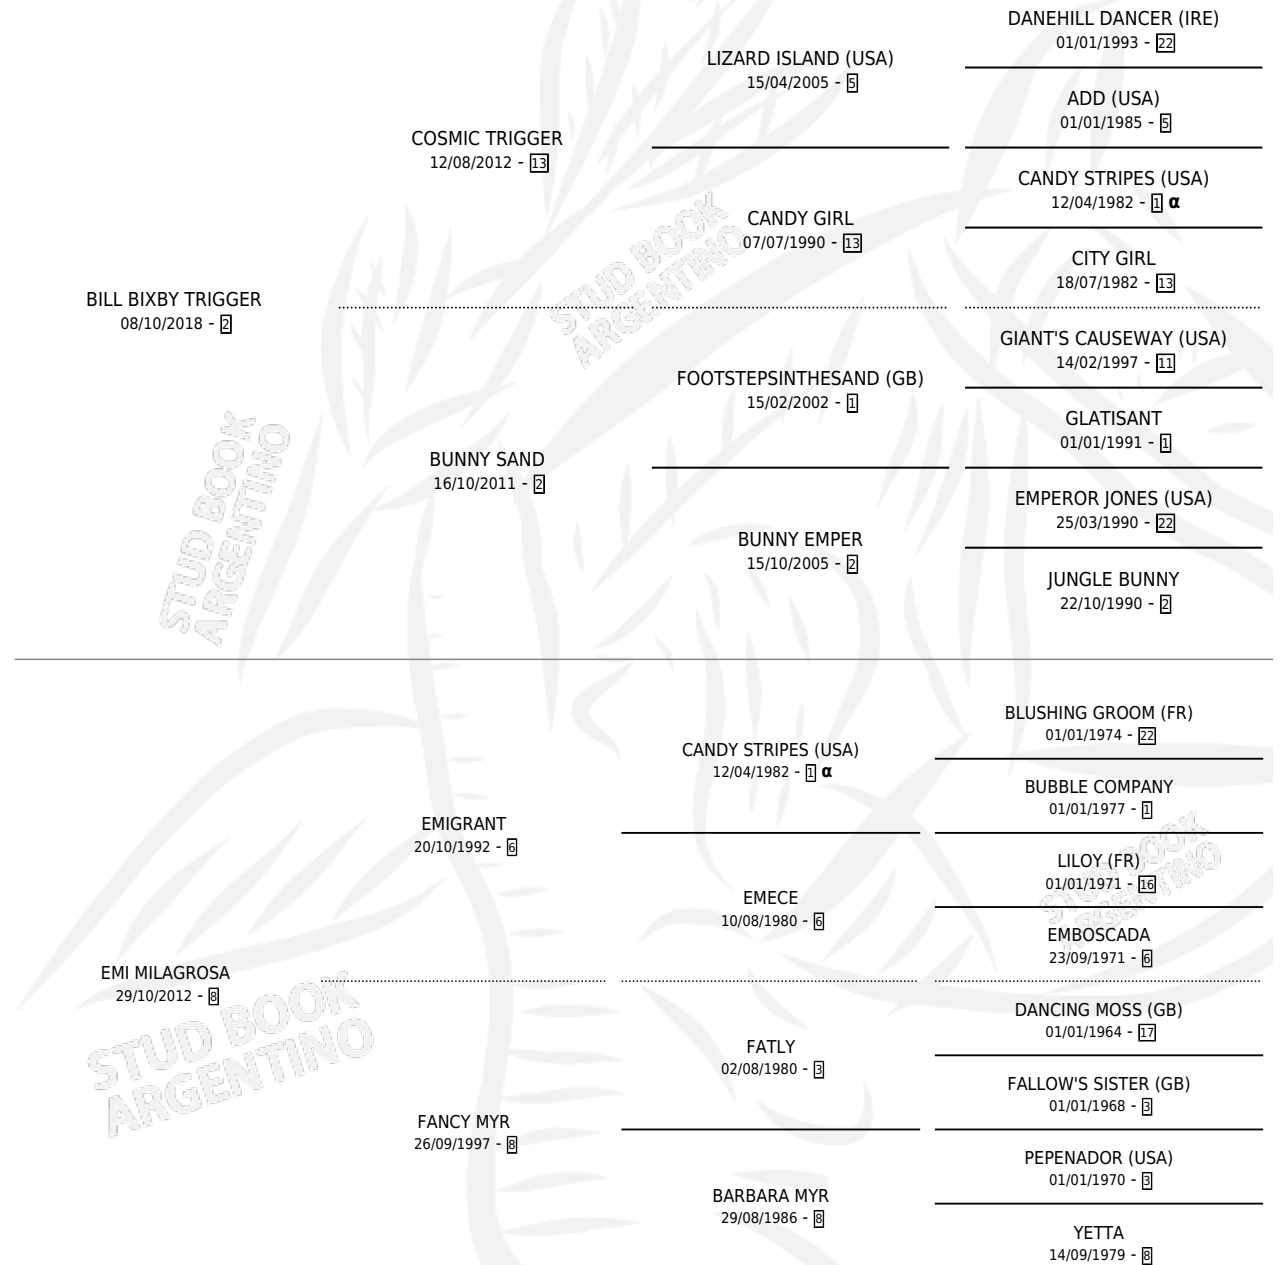 BILL BIXBY TRIGGER
08/10/2018 - 2
COSMIC TRIGGER
12/08/2012 - 13
BUNNY SAND
16/10/2011 - 2
LIZARD ISLAND (USA)
15/04/2005 - 5
CANDY GIRL
07/07/1990 - 13
FOOTSTEPSINTHESAND (GB)
15/02/2002 - 1
BUNNY EMPER
15/10/2005 - 2
DANEHILL DANCER (IRE)
01/01/1993 - 22
ADD (USA)
01/01/1985 - 5
CANDY STRIPES (USA)
12/04/1982 - 1 α
CITY GIRL
18/07/1982 - 13
GIANT'S CAUSEWAY (USA)
14/02/1997 - 11
GLATISANT
01/01/1991 - 1
EMPEROR JONES (USA)
25/03/1990 - 22
JUNGLE BUNNY
22/10/1990 - 2
EMI MILAGROSA
29/10/2012 - 8
EMIGRANT
20/10/1992 - 6
FANCY MYR
26/09/1997 - 8
CANDY STRIPES (USA)
12/04/1982 - 1 α
EMECE
10/08/1980 - 6
FATLY
02/08/1980 - 3
BARBARA MYR
29/08/1986 - 8
BLUSHING GROOM (FR)
01/01/1974 - 22
BUBBLE COMPANY
01/01/1977 - 1
LILOY (FR)
01/01/1971 - 16
EMBOSCADA
23/09/1971 - 6
DANCING MOSS (GB)
01/01/1964 - 17
FALLOW'S SISTER (GB)
01/01/1968 - 3
PEPENADOR (USA)
01/01/1970 - 3
YETTA
14/09/1979 - 8
STUD BOOK
ARGENTINO
STUD BOOK
ARGENTINO
STUD BOOK
ARGENTINO
STUD BOOK
ARGENTINO